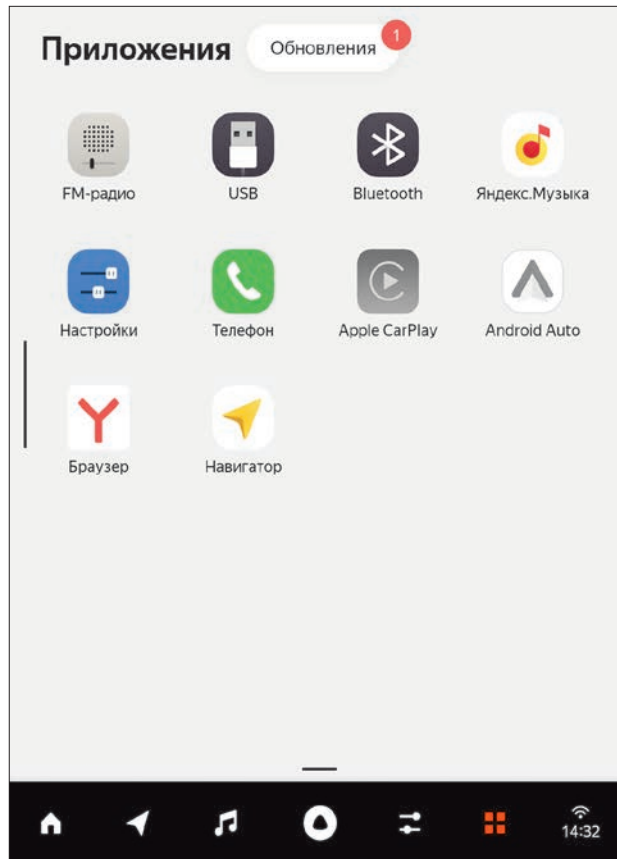 Приложения Обновления 1
FM-радио USB Bluetooth Яндекс.Музыка
Настройки Телефон Apple CarPlay Android Auto
Браузер Навигатор
14:32